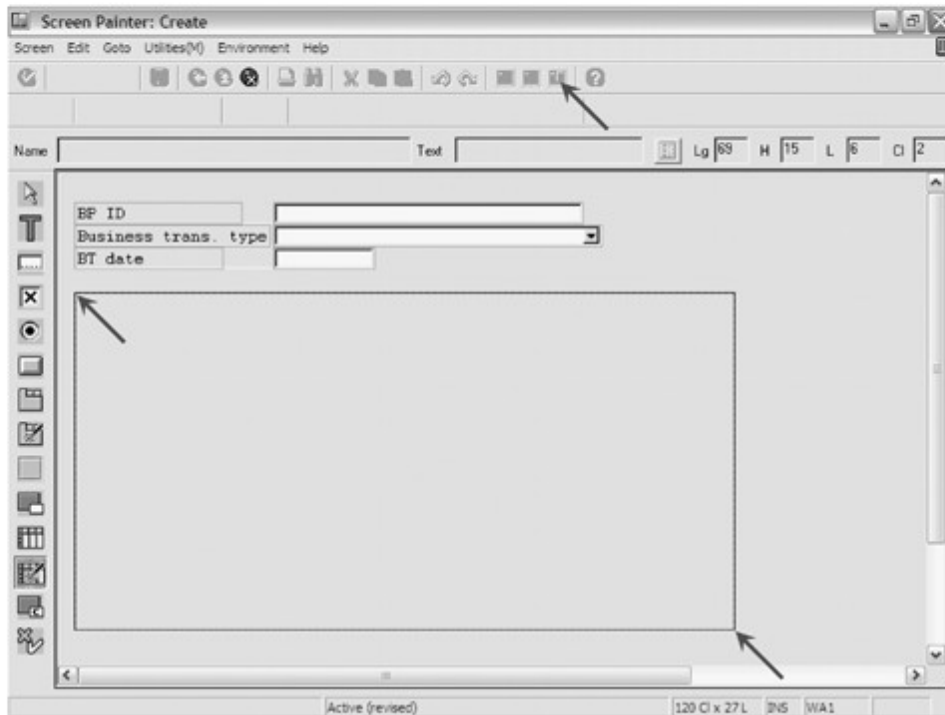 Screen Painter: Create
Screen Edit Goto Utilities(M) Environment Help
Name Text Lg 69 H 15 L 6 Cl 2
BP ID
Business trans. type
BT date
Active (revised) 120 Cl x 27 L INS WA1